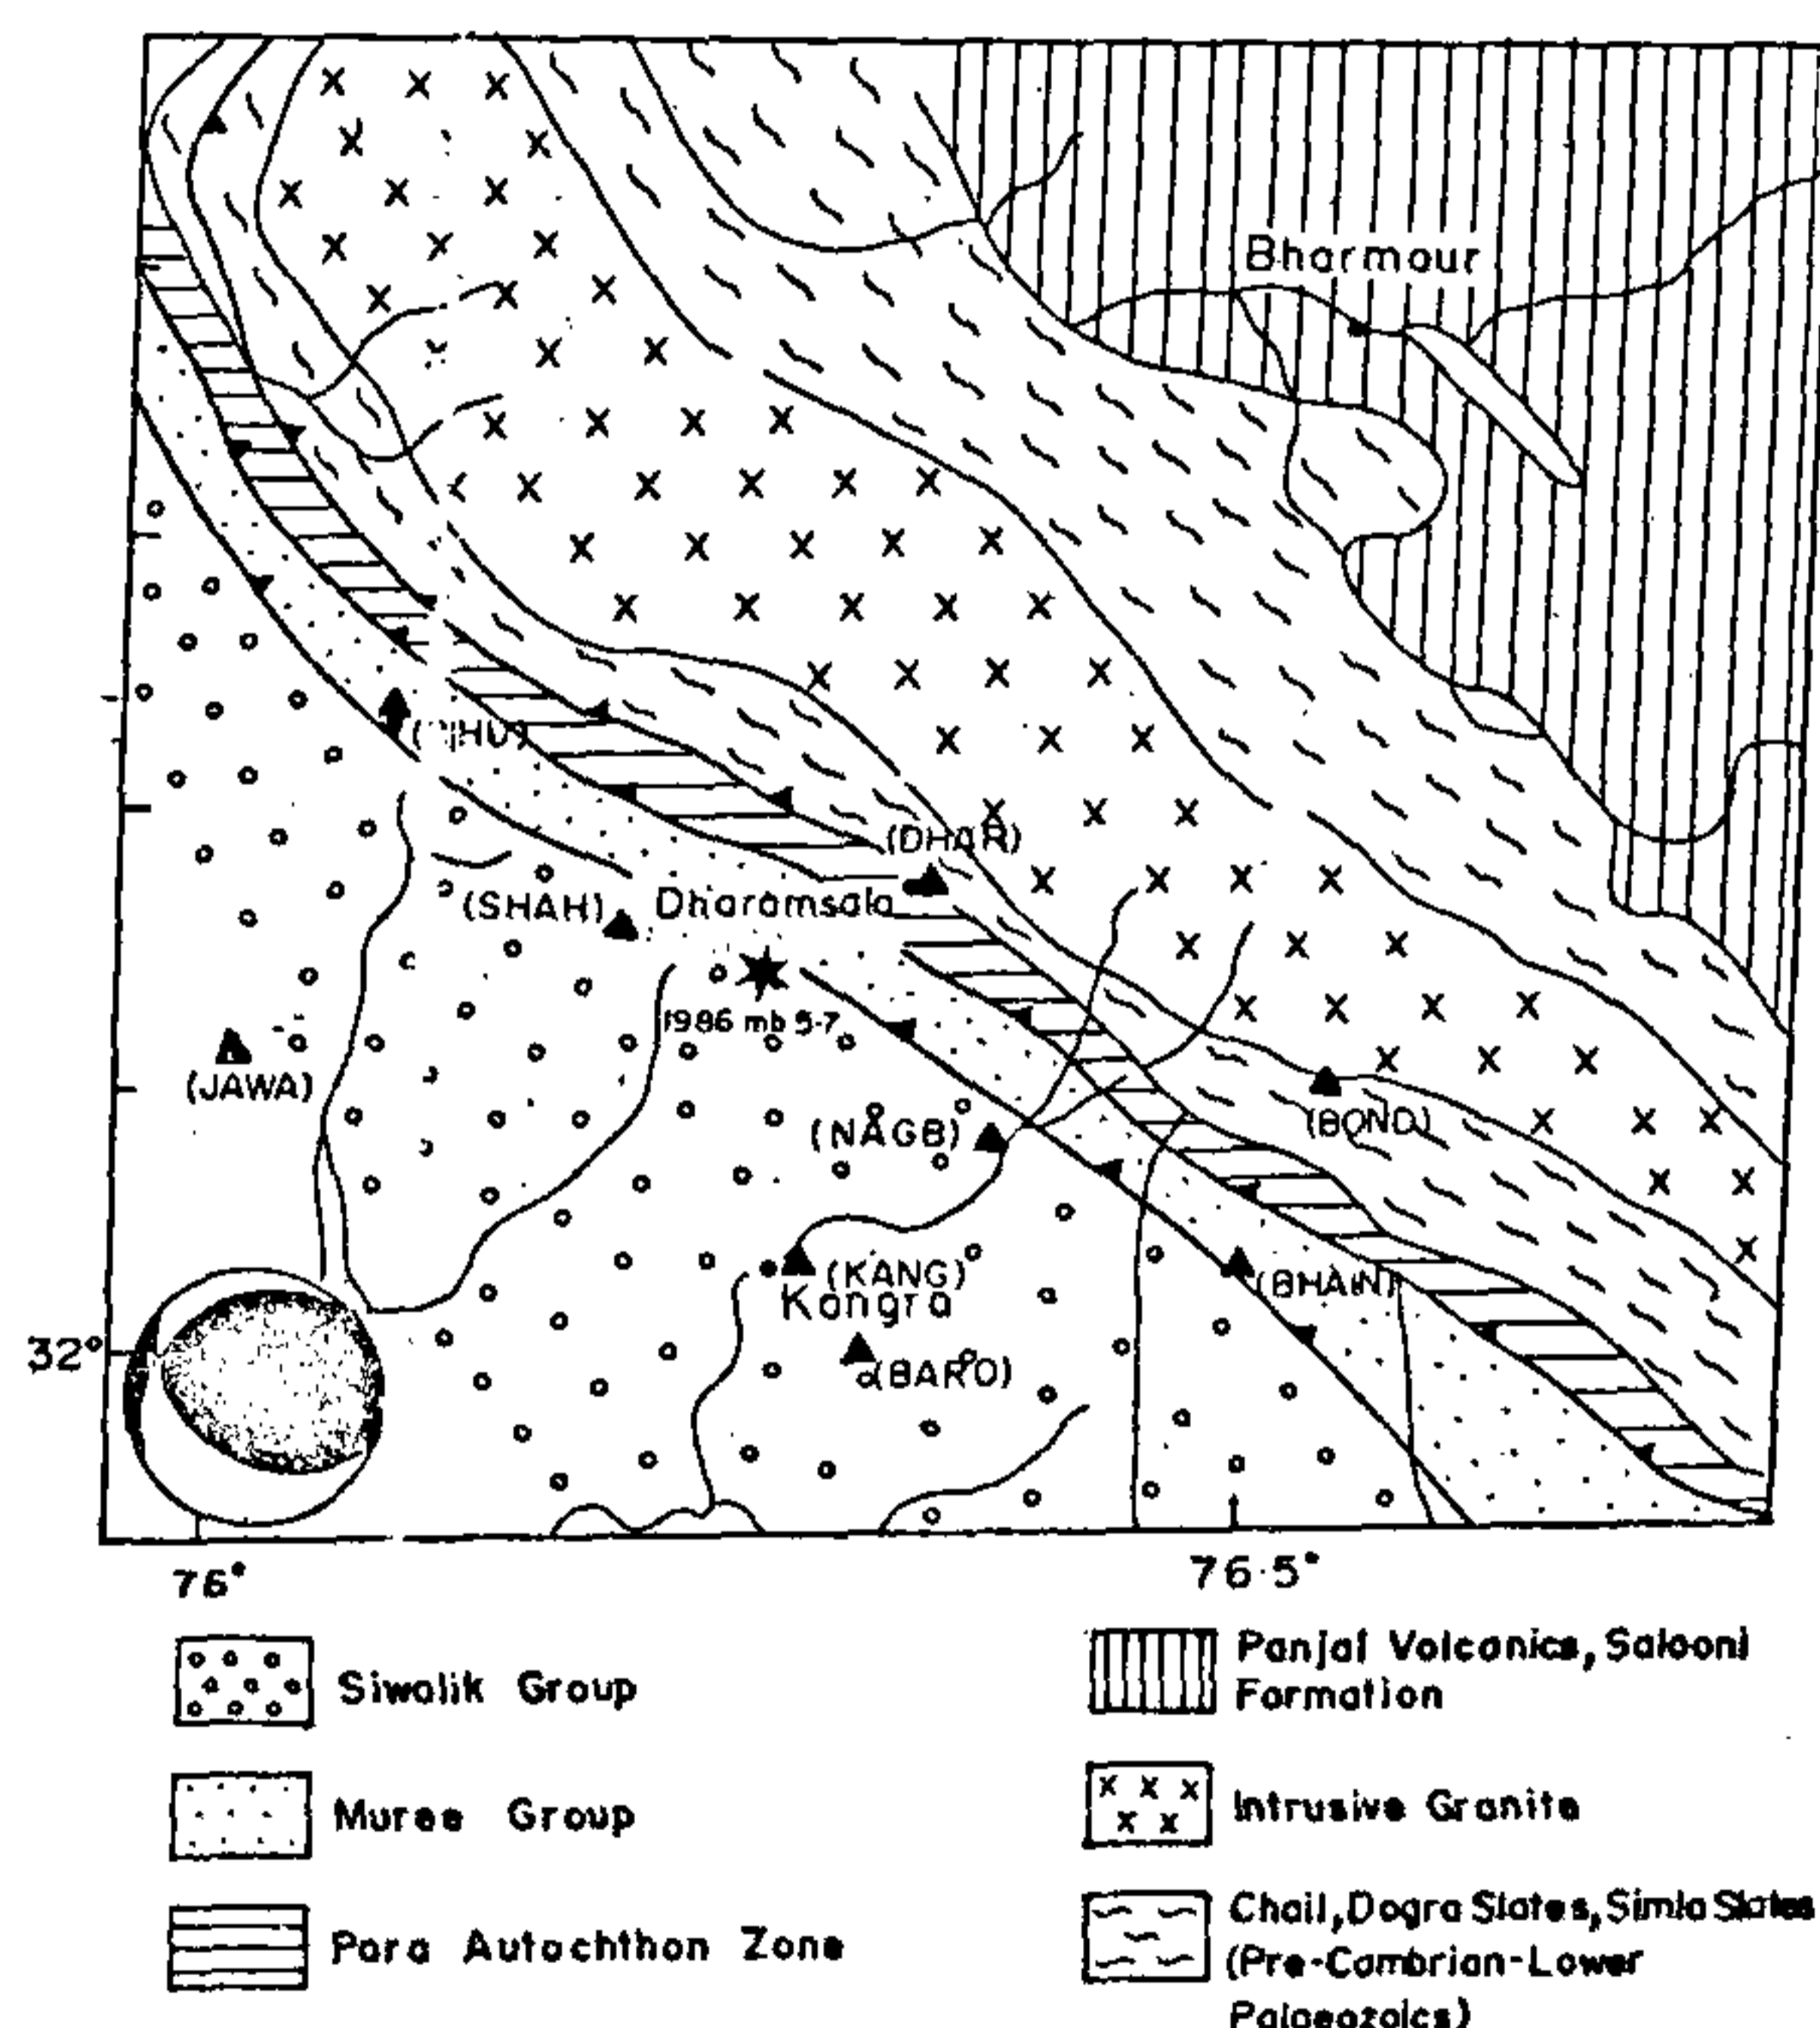 Bharmour
(DHAR)
(SHAH)
Dharamsala
1986 mb 5.7
(JAWA)
(NAGB)
(BOND)
(KANG)
Kangra
(BHAIN)
32°
(BARO)
76°
76.5°
Siwalik Group
Panjal Volcanics, Salooni
Formation
Muree Group
Intrusive Granite
Para Autochthon Zone
Chail, Dogra Slates, Simla Slates
(Pre-Cambrian-Lower
Palaeozoics)